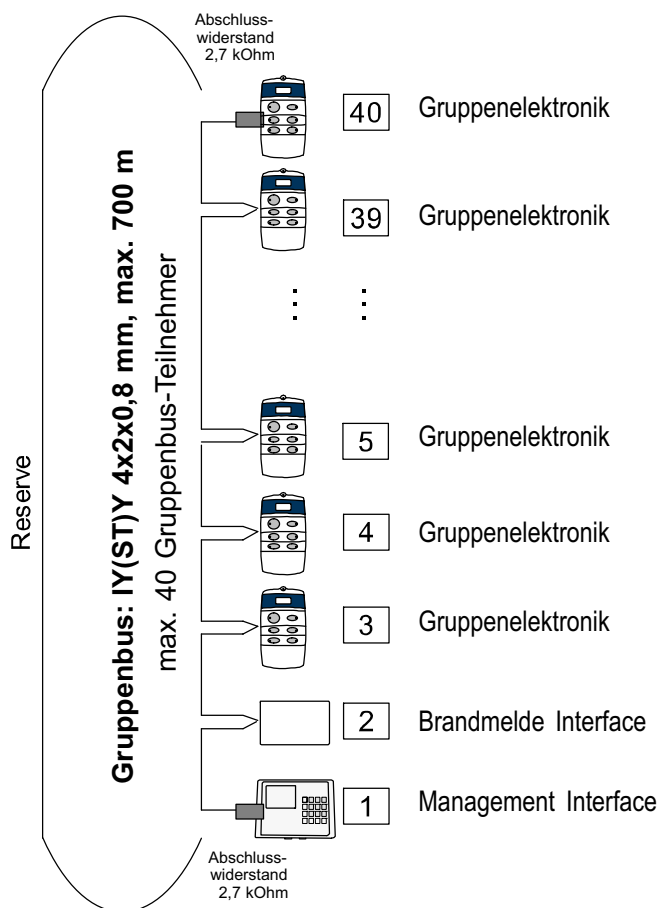 Abschluss-
widerstand
2,7 kOhm
40 Gruppenelektronik
39 Gruppenelektronik
5 Gruppenelektronik
4 Gruppenelektronik
3 Gruppenelektronik
2 Brandmelde Interface
1 Management Interface
Abschluss-
widerstand
2,7 kOhm
Reserve
Gruppenbus: IY(ST)Y 4x2x0,8 mm, max. 700 m
max. 40 Gruppenbus-Teilnehmer